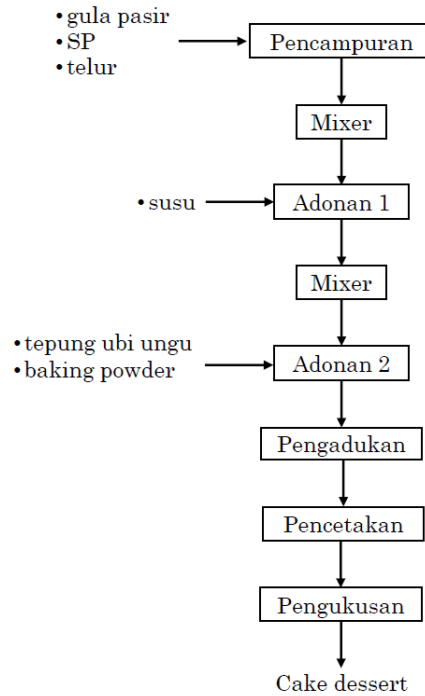 • gula pasir
• SP
• telur
Pencampuran
Mixer
• susu
Adonan 1
Mixer
• tepung ubi ungu
• baking powder
Adonan 2
Pengadukan
Pencetakan
Pengukusan
Cake dessert